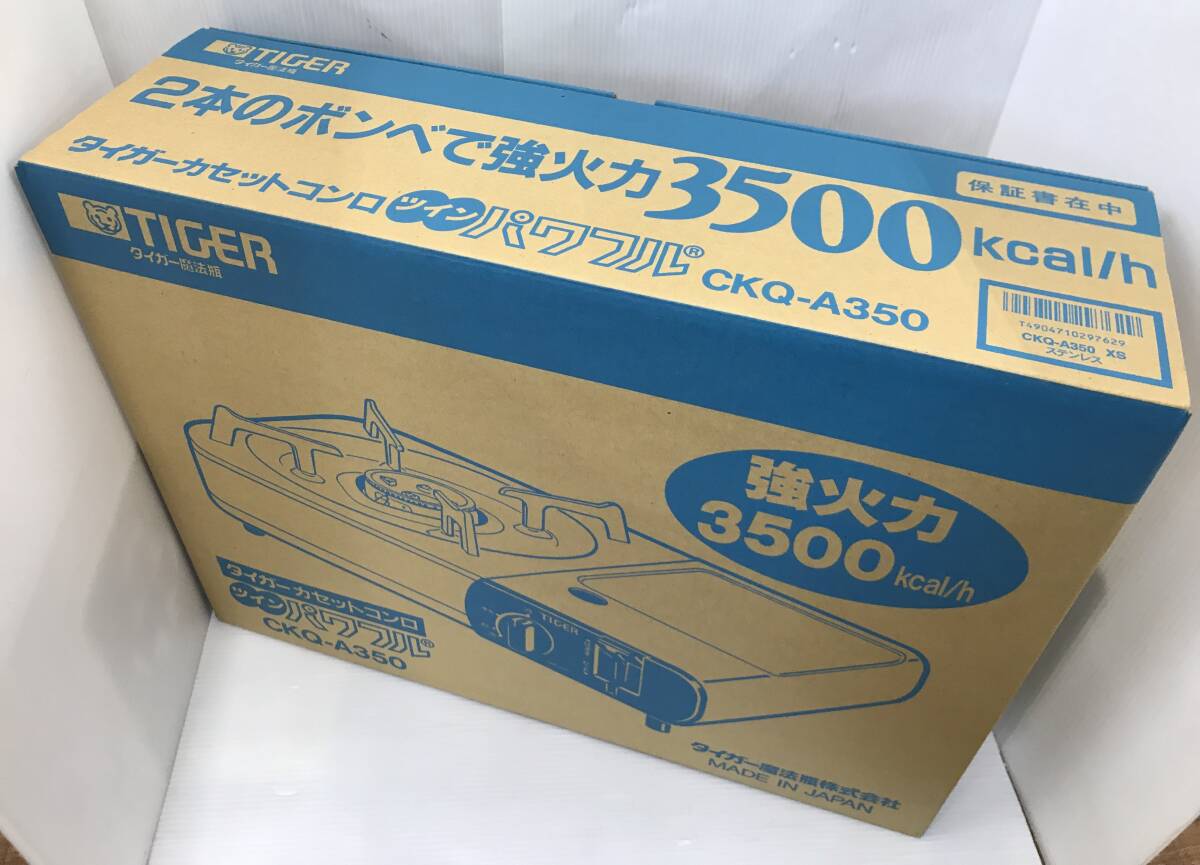 TIGER
タイガー魔法瓶
2本のボンベで強火力3500kcal/h
保証書在中
タイガーカセットコンロ ツインパワフル® CKQ-A350
T4904710297629
CKQ-A350 XS
ステンレス
TIGER
タイガー魔法瓶
強火力
3500kcal/h
タイガーカセットコンロ
ツインパワフル®
CKQ-A350
TIGER
タイガー魔法瓶株式会社
MADE IN JAPAN